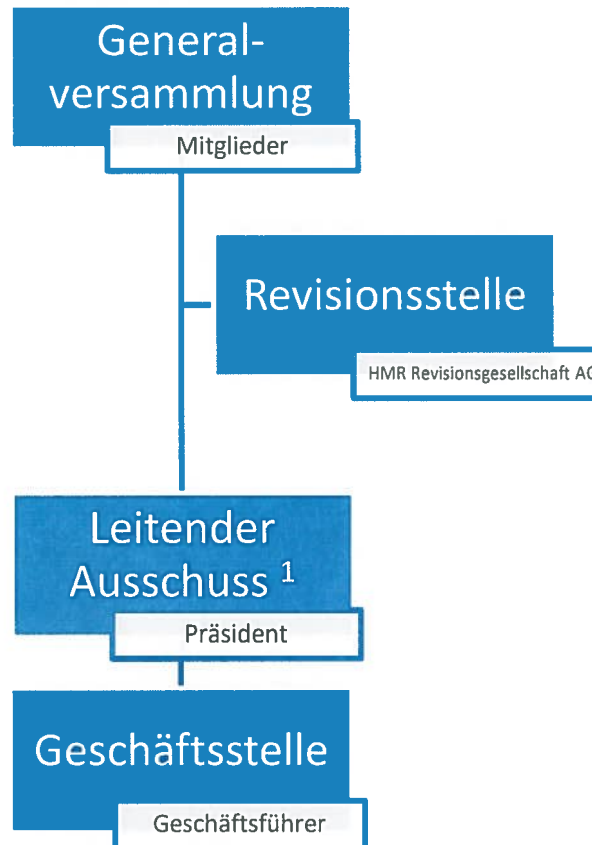 General-
versammlung
Mitglieder
Revisionsstelle
HMR Revisionsgesellschaft AG
Leitender
Ausschuss ¹
Präsident
Geschäftsstelle
Geschäftsführer